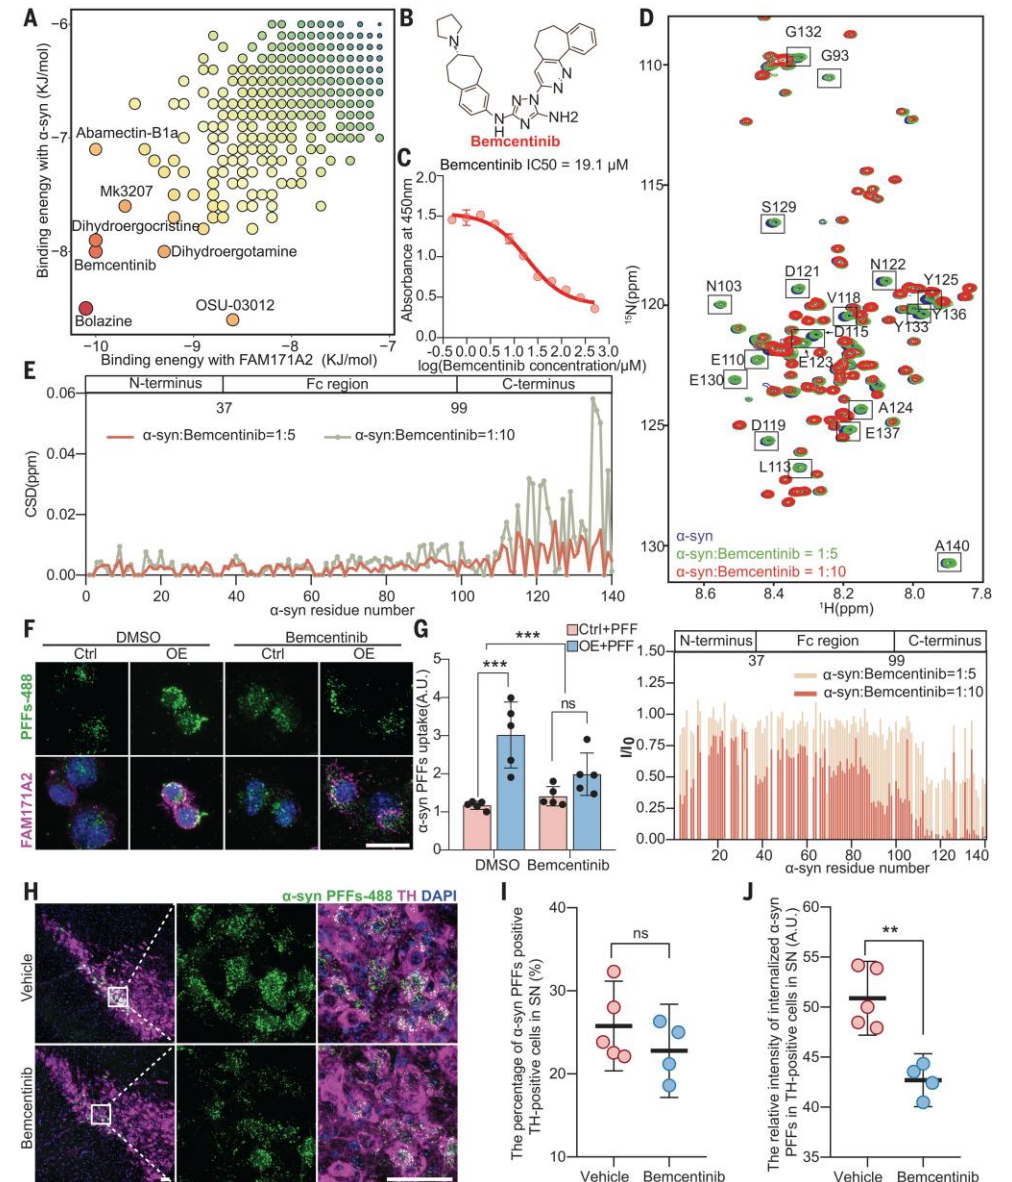 A
Binding energy with α-syn (KJ/mol)
−6
−7
−8
Abamectin-B1a
Mk3207
Dihydroergocristine
Bemcentinib
Dihydroergotamine
Bolazine
OSU-03012
−10 −9 −8 −7
Binding energy with FAM171A2 (KJ/mol)
B
N
N
N
N
N
N
N
H
N
NH2
Bemcentinib
C
Bemcentinib IC50 = 19.1 µM
Absorbance at 450nm
2.0
1.5
1.0
0.5
0.0
-0.5 0.0 0.5 1.0 1.5 2.0 2.5 3.0
log(Bemcentinib concentration/µM)
D
110
115
120
125
130
15N(ppm)
G132
G93
S129
D121
N122
N103
V118
Y125
Y133
Y136
D115
E110
E123
E130
A124
D119
E137
L113
A140
α-syn
α-syn:Bemcentinib = 1:5
α-syn:Bemcentinib = 1:10
8.6 8.4 8.2 8.0 7.8
1H(ppm)
E
N-terminus Fc region C-terminus
37 99
0.06
0.04
0.02
0.00
CSD(ppm)
α-syn:Bemcentinib=1:5 α-syn:Bemcentinib=1:10
0 20 40 60 80 100 120 140
α-syn residue number
F
DMSO Bemcentinib
Ctrl OE Ctrl OE
PFFs-488
FAM171A2
G
Ctrl+PFF
OE+PFF
***
***
ns
α-syn PFFs uptake(A.U.)
5
4
3
2
1
0
DMSO Bemcentinib
N-terminus Fc region C-terminus
37 99
1.50
1.25
1.00
0.75
0.50
0.25
0.00
I/I0
α-syn:Bemcentinib=1:5
α-syn:Bemcentinib=1:10
20 40 60 80 100 120 140
α-syn residue number
H
α-syn PFFs-488 TH DAPI
Vehicle
Bemcentinib
I
The percentage of α-syn PFFs positive
TH-positive cells in SN (%)
40
30
20
10
ns
Vehicle Bemcentinib
J
The relative intensity of internalized α-syn
PFFs in TH-positive cells in SN (A.U.)
60
55
50
45
40
35
**
Vehicle Bemcentinib